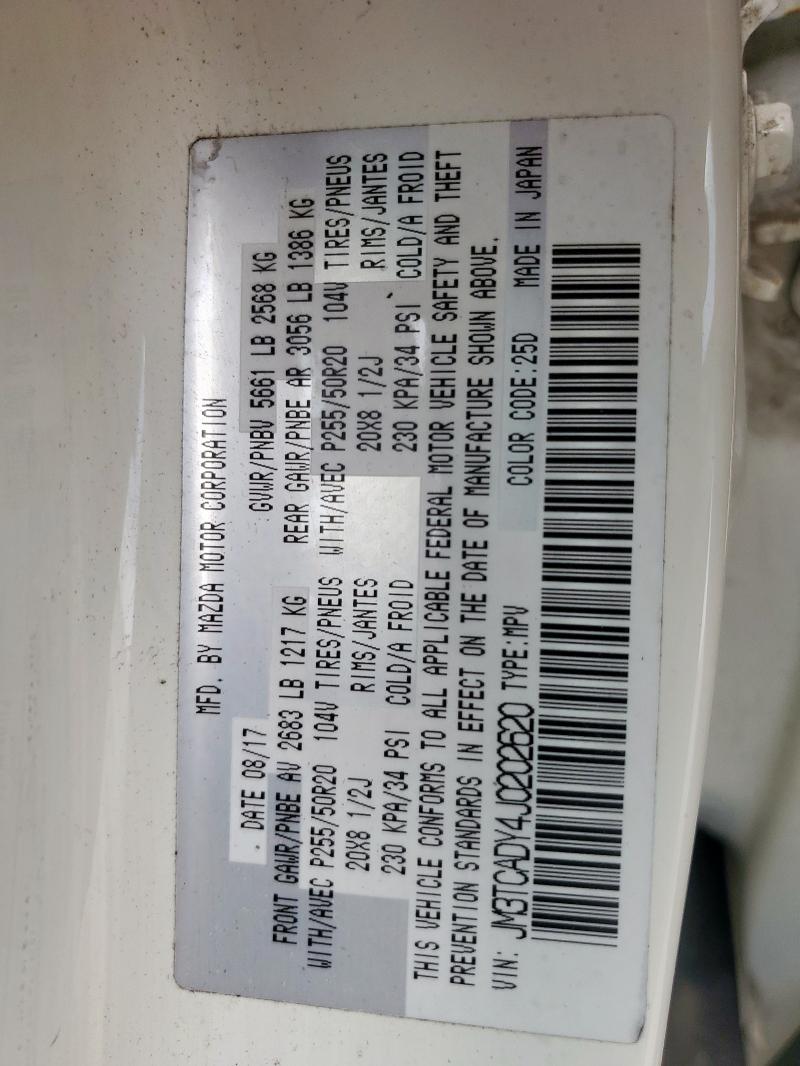 MFD. BY MAZDA MOTOR CORPORATION
DATE 08/17 GVWR/PNBV 5661 LB 2568 KG
FRONT GAWR/PNBE AV 2683 LB 1217 KG REAR GAWR/PNBE AR 3056 LB 1386 KG
WITH/AVEC P255/50R20 104V TIRES/PNEUS WITH/AVEC P255/50R20 104V TIRES/PNEUS
20X8 1/2J RIMS/JANTES 20X8 1/2J RIMS/JANTES
230 KPA/34 PSI COLD/A FROID 230 KPA/34 PSI COLD/A FROID
THIS VEHICLE CONFORMS TO ALL APPLICABLE FEDERAL MOTOR VEHICLE SAFETY AND THEFT
PREVENTION STANDARDS IN EFFECT ON THE DATE OF MANUFACTURE SHOWN ABOVE.
VIN: JM3TCADY4J0202620 TYPE:MPV COLOR CODE:25D MADE IN JAPAN